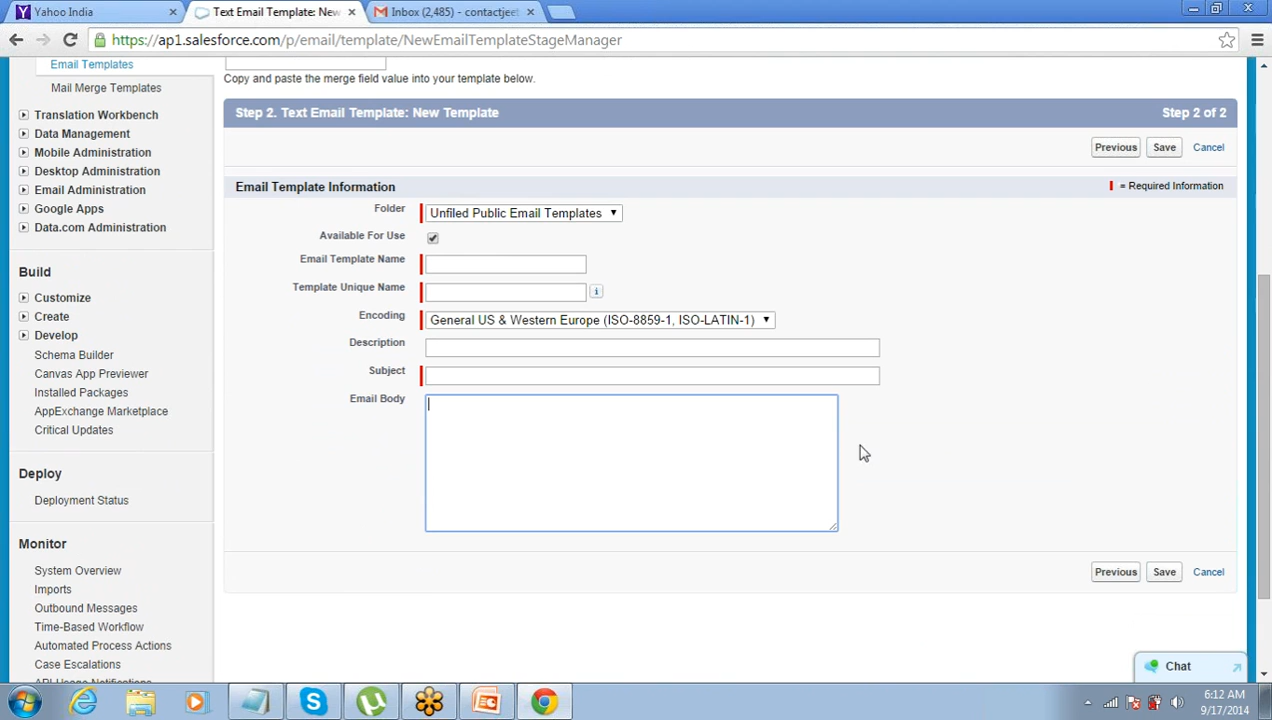 Yahoo India
Text Email Template: New
Inbox (2,485) - contactjeet
https://ap1.salesforce.com/p/email/template/NewEmailTemplateStageManager
Email Templates
Mail Merge Templates
Translation Workbench
Data Management
Mobile Administration
Desktop Administration
Email Administration
Google Apps
Data.com Administration
Build
Customize
Create
Develop
Schema Builder
Canvas App Previewer
Installed Packages
AppExchange Marketplace
Critical Updates
Deploy
Deployment Status
Monitor
System Overview
Imports
Outbound Messages
Time-Based Workflow
Automated Process Actions
Case Escalations
API Usage Notifications
Copy and paste the merge field value into your template below.
Step 2. Text Email Template: New Template
Step 2 of 2
Previous Save Cancel
Email Template Information
= Required Information
Folder Unfiled Public Email Templates
Available For Use
Email Template Name
Template Unique Name
Encoding General US & Western Europe (ISO-8859-1, ISO-LATIN-1)
Description
Subject
Email Body
Previous Save Cancel
Chat
6:12 AM
9/17/2014